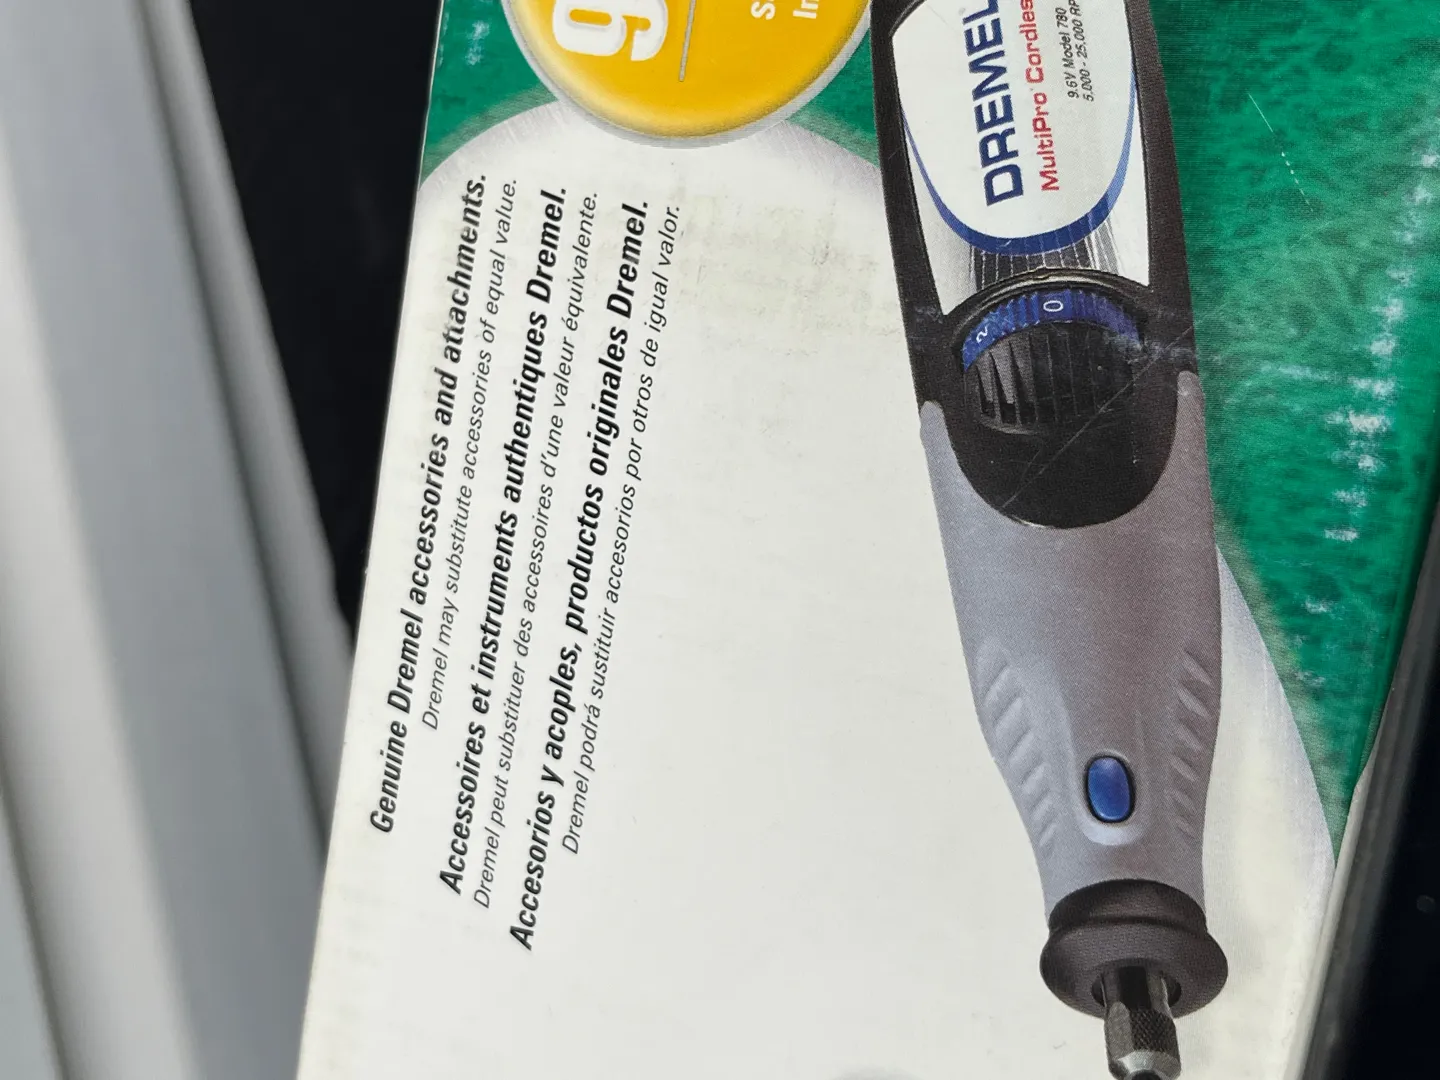 Genuine Dremel accessories and attachments.
Dremel may substitute accessories of equal value.
Accessoires et instruments authentiques Dremel.
Dremel peut substituer des accessoires d'une valeur équivalente.
Accesorios y acoples, productos originales Dremel.
Dremel podrá sustituir accesorios por otros de igual valor.
9
DREMEL
MultiPro Cordless
9.6V Model 780
5,000 - 25,000
0
2